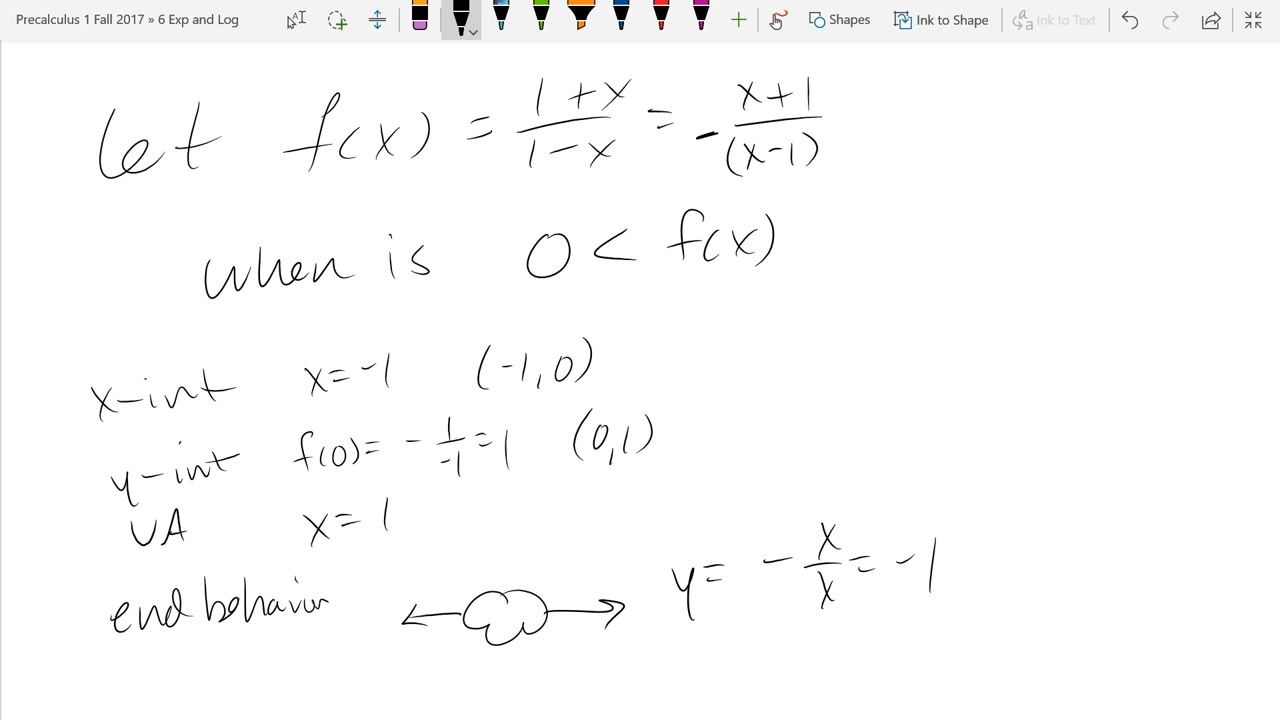 Precalculus 1 Fall 2017 » 6 Exp and Log Shapes Ink to Shape Ink to Text
Let f(x) = (1+x)/(1-x) = - (x+1)/(x-1)
when is 0 < f(x)
x-int x=-1 (-1,0)
y-int f(0)= - 1/-1 = 1 (0,1)
VA x=1
end behavior y= - x/x = -1